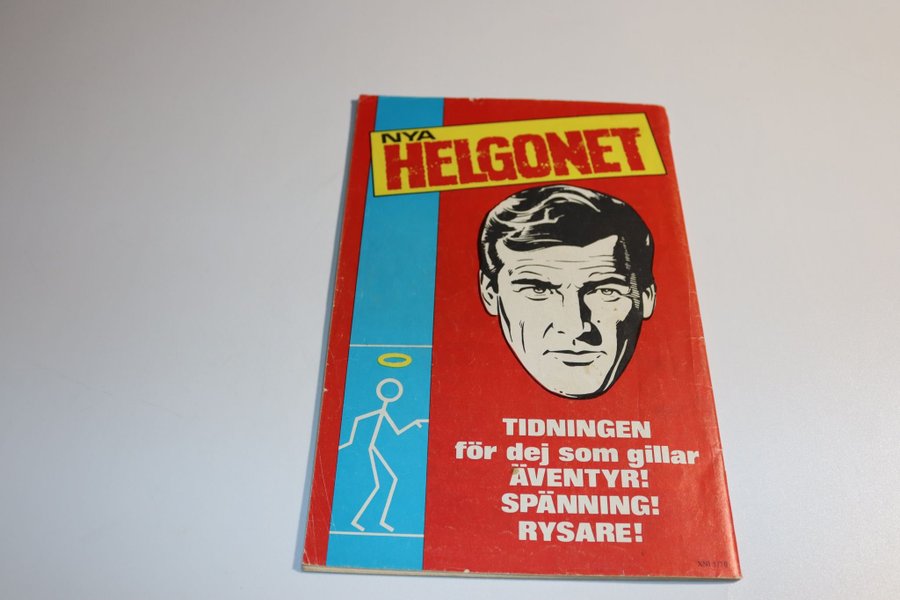 NYA
HELGONET
TIDNINGEN
för dej som gillar
ÄVENTYR!
SPÄNNING!
RYSARE!